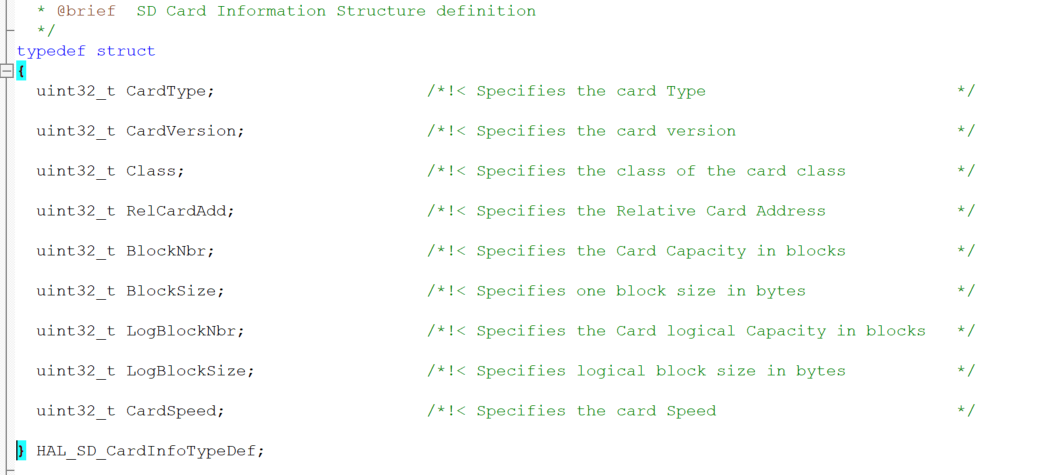 * @brief  SD Card Information Structure definition
*/
typedef struct
{
uint32_t CardType; /*!< Specifies the card Type */
uint32_t CardVersion; /*!< Specifies the card version */
uint32_t Class; /*!< Specifies the class of the card class */
uint32_t RelCardAdd; /*!< Specifies the Relative Card Address */
uint32_t BlockNbr; /*!< Specifies the Card Capacity in blocks */
uint32_t BlockSize; /*!< Specifies one block size in bytes */
uint32_t LogBlockNbr; /*!< Specifies the Card logical Capacity in blocks */
uint32_t LogBlockSize; /*!< Specifies logical block size in bytes */
uint32_t CardSpeed; /*!< Specifies the card Speed */
} HAL_SD_CardInfoTypeDef;